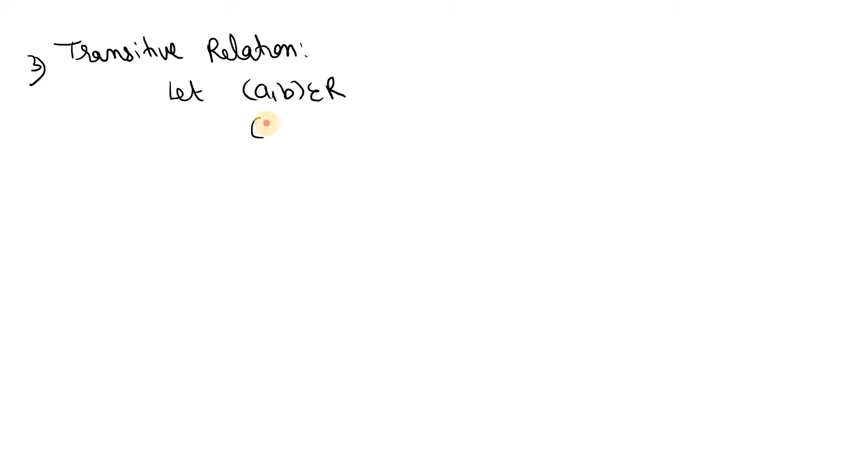 3) Transitive Relation:
Let (a,b) ∈ R
(